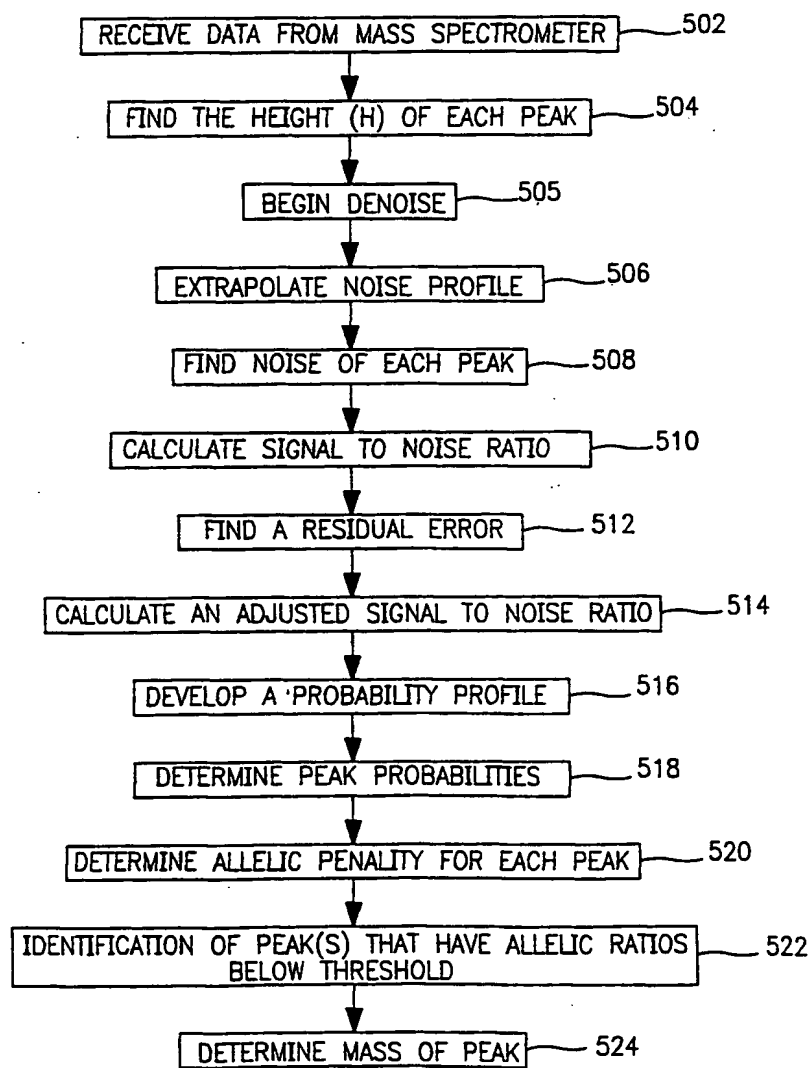 RECEIVE DATA FROM MASS SPECTROMETER 502
FIND THE HEIGHT (H) OF EACH PEAK 504
BEGIN DENOISE 505
EXTRAPOLATE NOISE PROFILE 506
FIND NOISE OF EACH PEAK 508
CALCULATE SIGNAL TO NOISE RATIO 510
FIND A RESIDUAL ERROR 512
CALCULATE AN ADJUSTED SIGNAL TO NOISE RATIO 514
DEVELOP A PROBABILITY PROFILE 516
DETERMINE PEAK PROBABILITIES 518
DETERMINE ALLELIC PENALITY FOR EACH PEAK 520
IDENTIFICATION OF PEAK(S) THAT HAVE ALLELIC RATIOS 522
BELOW THRESHOLD
DETERMINE MASS OF PEAK 524